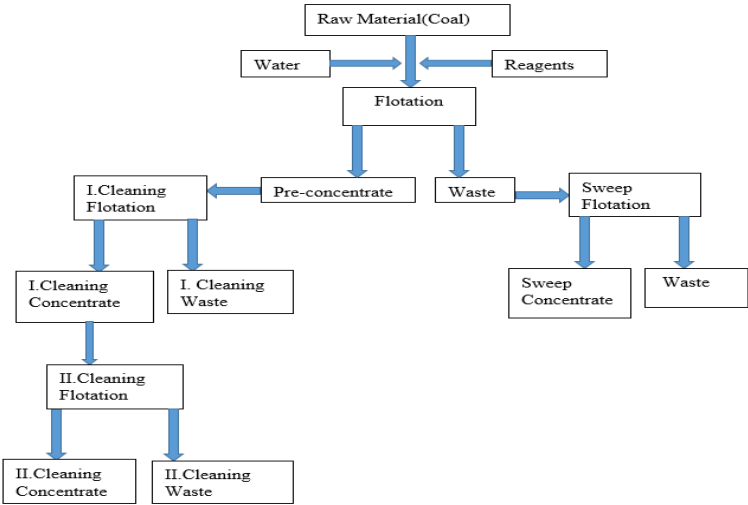 Raw Material(Coal)
Water
Reagents
Flotation
I.Cleaning
Flotation
Pre-concentrate
Waste
Sweep
Flotation
I.Cleaning
Concentrate
I. Cleaning
Waste
Sweep
Concentrate
Waste
II.Cleaning
Flotation
II.Cleaning
Concentrate
II.Cleaning
Waste